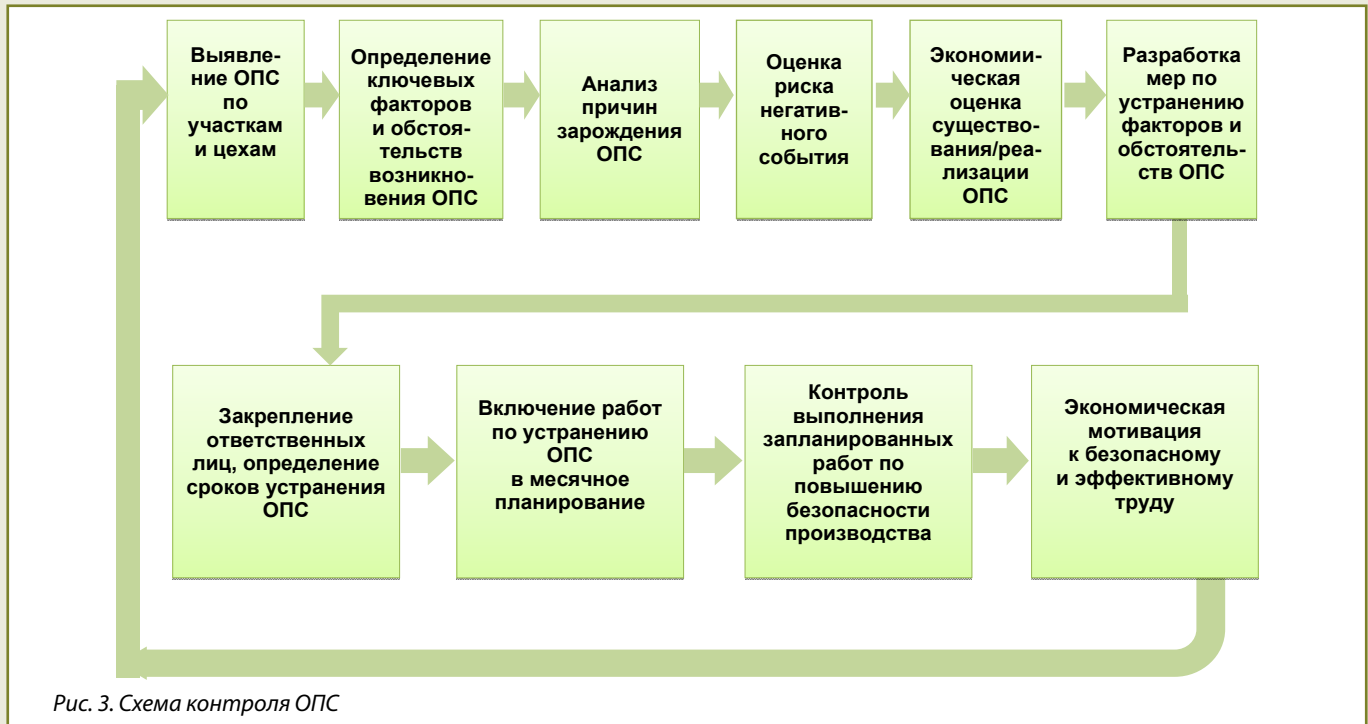 Выявле-
ние ОПС
по
участкам
и цехам
Определение
ключевых
факторов
и обстоя-
тельств
возникно-
вения ОПС
Анализ
причин
зарождения
ОПС
Оценка
риска
негатив-
ного
события
Экономии-
ческая
оценка
существо-
вания/реа-
лизации
ОПС
Разработка
мер по
устранению
факторов и
обстоятель-
ств ОПС
Закрепление
ответственных
лиц, определение
сроков устранения
ОПС
Включение работ
по устранению
ОПС
в месячное
планирование
Контроль
выполнения
запланированных
работ по
повышению
безопасности
производства
Экономическая
мотивация
к безопасному
и эффективному
труду
Рис. 3. Схема контроля ОПС